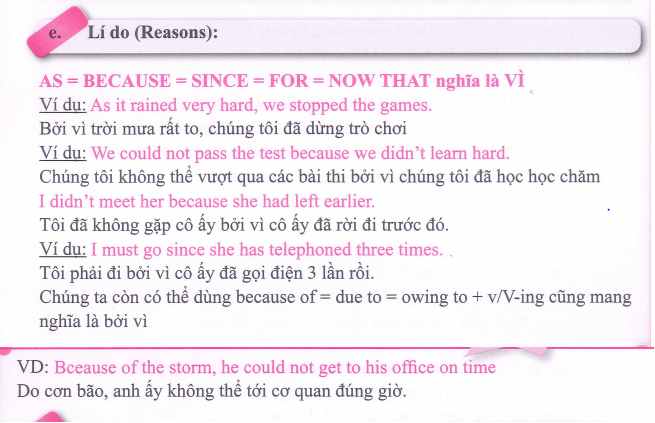 e. Lí do (Reasons):
AS = BECAUSE = SINCE = FOR = NOW THAT nghĩa là VÌ
Ví dụ: As it rained very hard, we stopped the games.
Bởi vì trời mưa rất to, chúng tôi đã dừng trò chơi
Ví dụ: We could not pass the test because we didn’t learn hard.
Chúng tôi không thể vượt qua các bài thi bởi vì chúng tôi đã học học chăm
I didn’t meet her because she had left earlier.
Tôi đã không gặp cô ấy bởi vì cô ấy đã rời đi trước đó.
Ví dụ: I must go since she has telephoned three times.
Tôi phải đi bởi vì cô ấy đã gọi điện 3 lần rồi.
Chúng ta còn có thể dùng because of = due to = owing to + v/V-ing cũng mang
nghĩa là bởi vì
VD: Bceause of the storm, he could not get to his office on time
Do cơn bão, anh ấy không thể tới cơ quan đúng giờ.